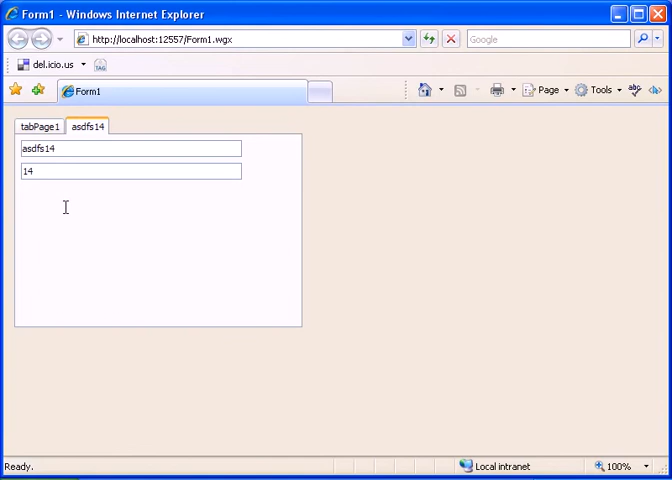 Form1 - Windows Internet Explorer
http://localhost:12557/Form1.wgx
Google
del.icio.us
TAG
Form1
Page
Tools
tabPage1
asdfs14
asdfs14
14
Ready.
Local intranet
100%